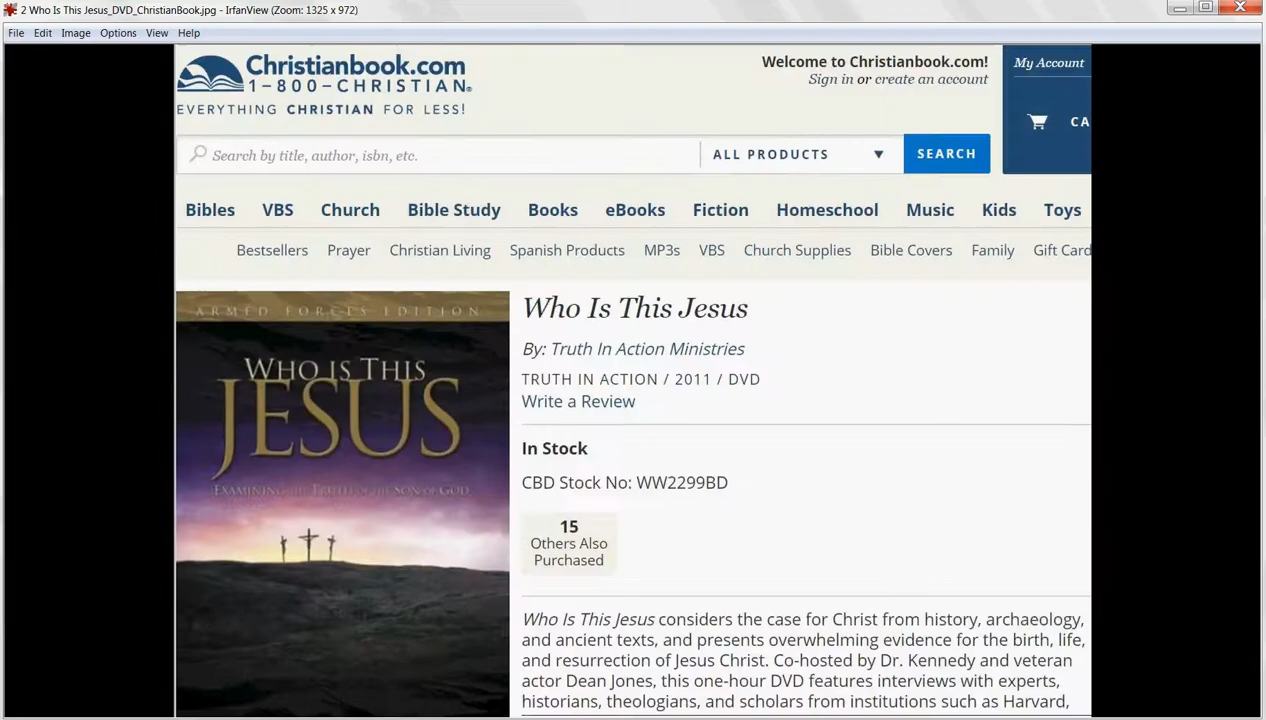 2 Who Is This Jesus_DVD_ChristianBook.jpg - IrfanView (Zoom: 1325 x 972)
File Edit Image Options View Help
Christianbook.com
1-800-CHRISTIAN®
EVERYTHING CHRISTIAN FOR LESS!
Welcome to Christianbook.com!
Sign in or create an account
My Account
CA
Search by title, author, isbn, etc.
ALL PRODUCTS ▼
SEARCH
Bibles VBS Church Bible Study Books eBooks Fiction Homeschool Music Kids Toys
Bestsellers Prayer Christian Living Spanish Products MP3s VBS Church Supplies Bible Covers Family Gift Card
ARMED FORCES EDITION
WHO IS THIS
JESUS
EXAMINING THE TRUTH OF THE SON OF GOD
Who Is This Jesus
By: Truth In Action Ministries
TRUTH IN ACTION / 2011 / DVD
Write a Review
In Stock
CBD Stock No: WW2299BD
15
Others Also
Purchased
Who Is This Jesus considers the case for Christ from history, archaeology,
and ancient texts, and presents overwhelming evidence for the birth, life,
and resurrection of Jesus Christ. Co-hosted by Dr. Kennedy and veteran
actor Dean Jones, this one-hour DVD features interviews with experts,
historians, theologians, and scholars from institutions such as Harvard,